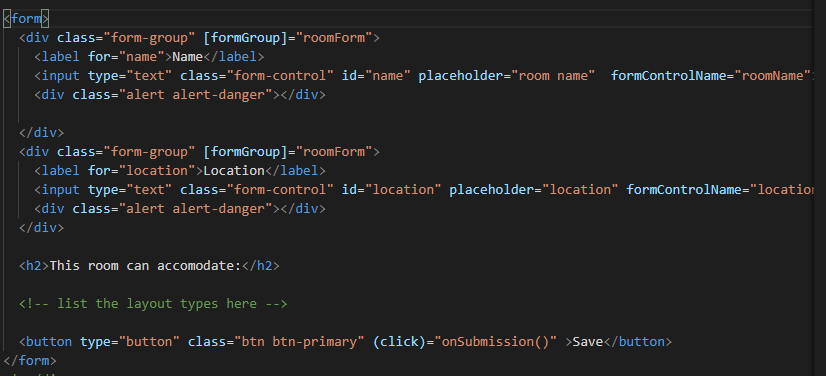 <form>
<div class="form-group" [formGroup]="roomForm">
<label for="name">Name</label>
<input type="text" class="form-control" id="name" placeholder="room name"  formControlName="roomName"
<div class="alert alert-danger"></div>
</div>
<div class="form-group" [formGroup]="roomForm">
<label for="location">Location</label>
<input type="text" class="form-control" id="location" placeholder="location" formControlName="location
<div class="alert alert-danger"></div>
</div>
<h2>This room can accomodate:</h2>
<!-- list the layout types here -->
<button type="button" class="btn btn-primary" (click)="onSubmission()" >Save</button>
</form>